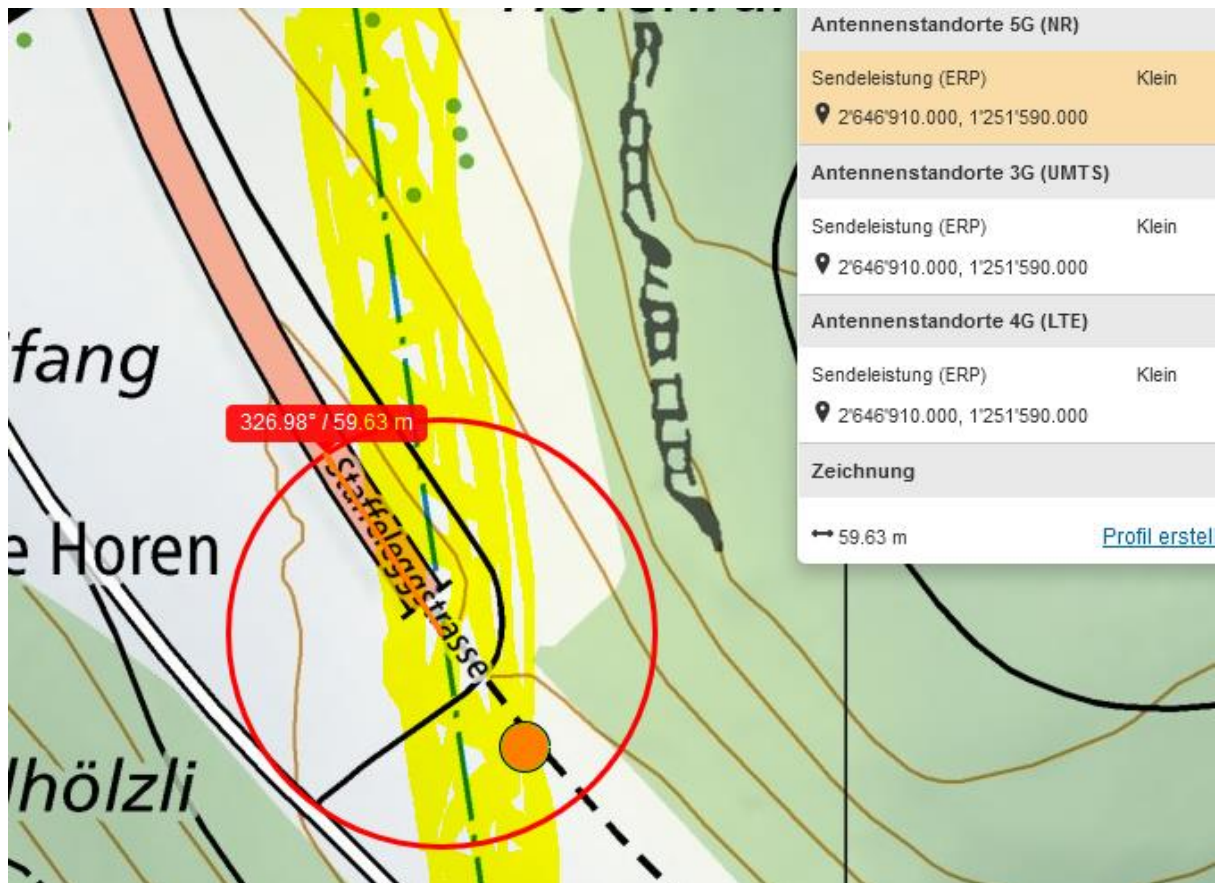 Antennenstandorte 5G (NR)
Sendeleistung (ERP) Klein
2'646'910.000, 1'251'590.000
Antennenstandorte 3G (UMTS)
Sendeleistung (ERP) Klein
2'646'910.000, 1'251'590.000
Antennenstandorte 4G (LTE)
Sendeleistung (ERP) Klein
2'646'910.000, 1'251'590.000
Zeichnung
59.63 m Profil erstell
fang
326.98° / 59.63 m
Staffeleggstrasse
e Horen
lhölzli